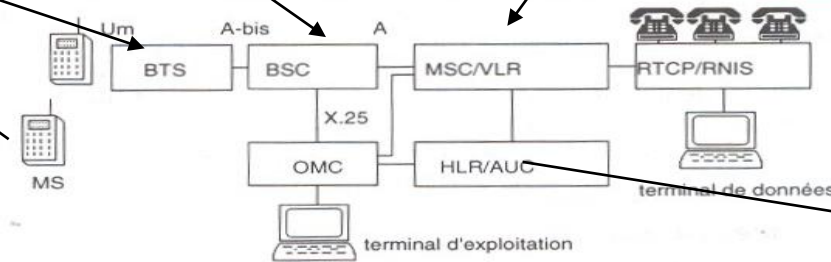 Um A-bis A
BTS BSC MSC/VLR RTCP/RNIS
X.25
MS OMC HLR/AUC
terminal de données
terminal d'exploitation